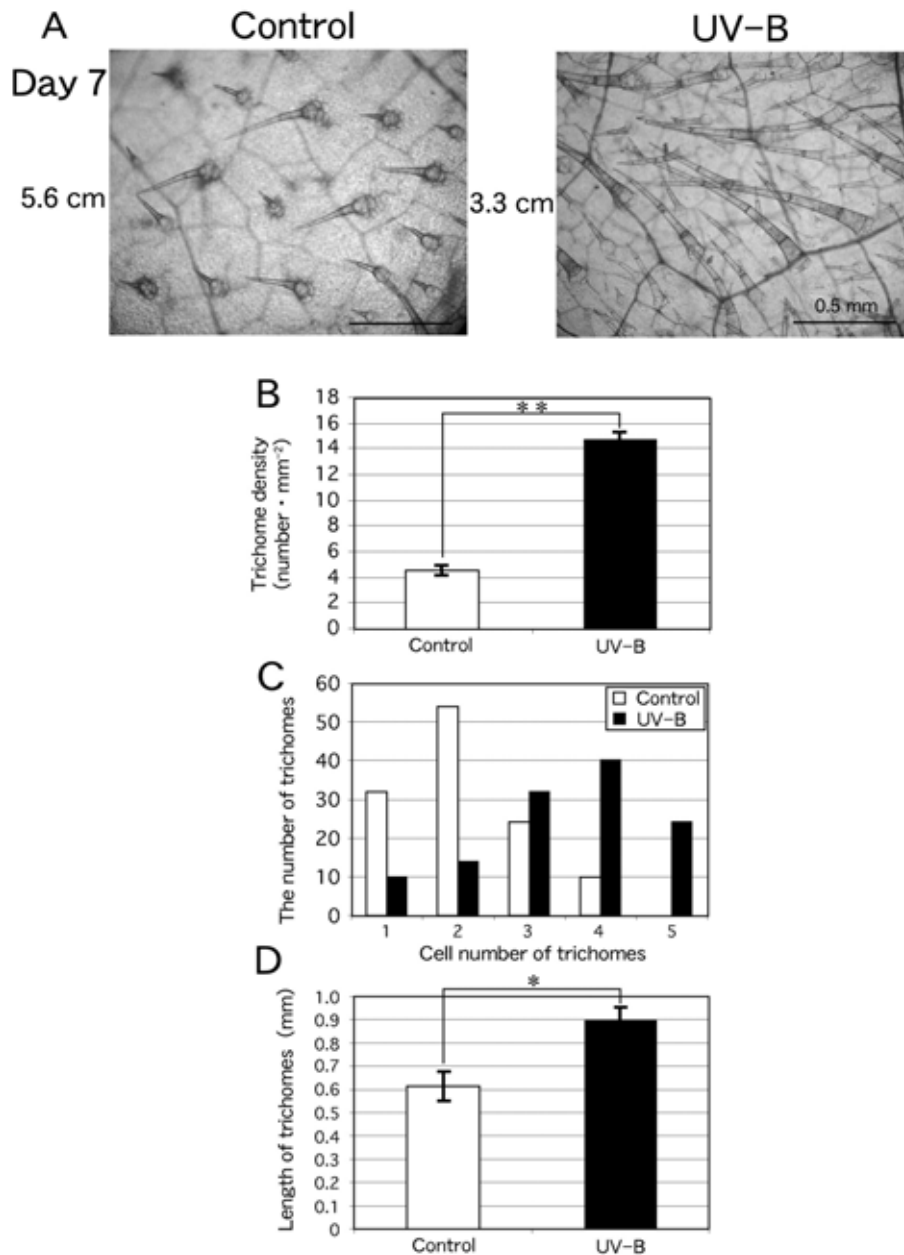 A
Control
UV-B
Day 7
5.6 cm
3.3 cm
0.5 mm
B
Trichome density
(number・mm⁻²)
18
16
14
12
10
8
6
4
2
0
**
Control
UV-B
C
The number of trichomes
60
50
40
30
20
10
0
Control
UV-B
1 2 3 4 5
Cell number of trichomes
D
Length of trichomes (mm)
1.0
0.9
0.8
0.7
0.6
0.5
0.4
0.3
0.2
0.1
0
*
Control
UV-B